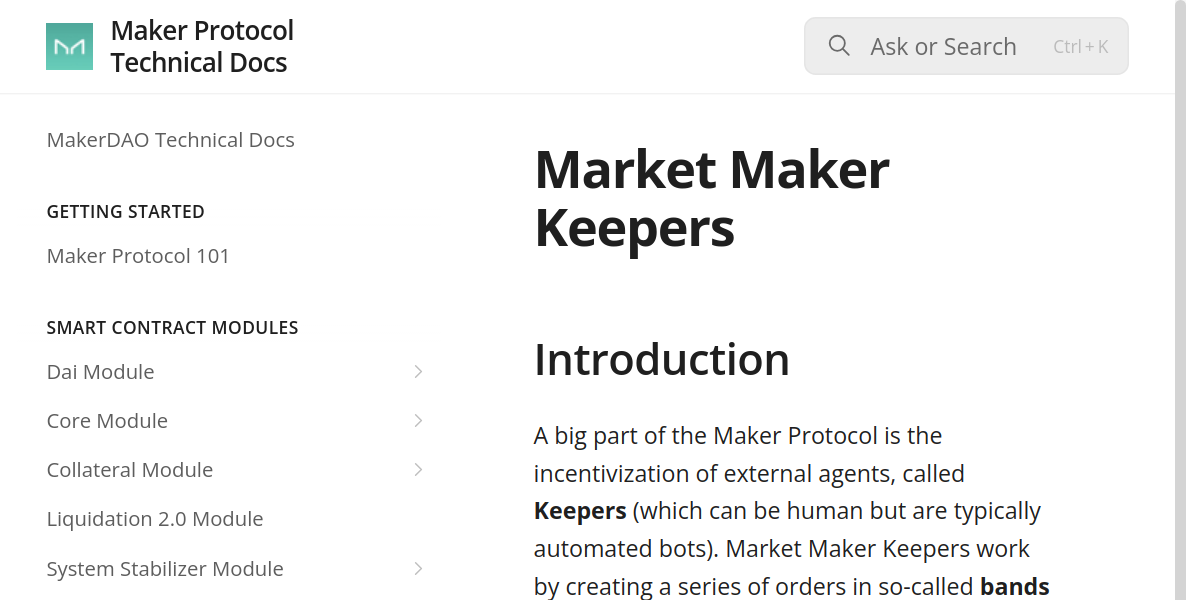 Maker Protocol
Technical Docs
Ask or Search
Ctrl + K
MakerDAO Technical Docs
GETTING STARTED
Maker Protocol 101
SMART CONTRACT MODULES
Dai Module
Core Module
Collateral Module
Liquidation 2.0 Module
System Stabilizer Module
Market Maker
Keepers
Introduction
A big part of the Maker Protocol is the
incentivization of external agents, called
Keepers (which can be human but are typically
automated bots). Market Maker Keepers work
by creating a series of orders in so-called bands